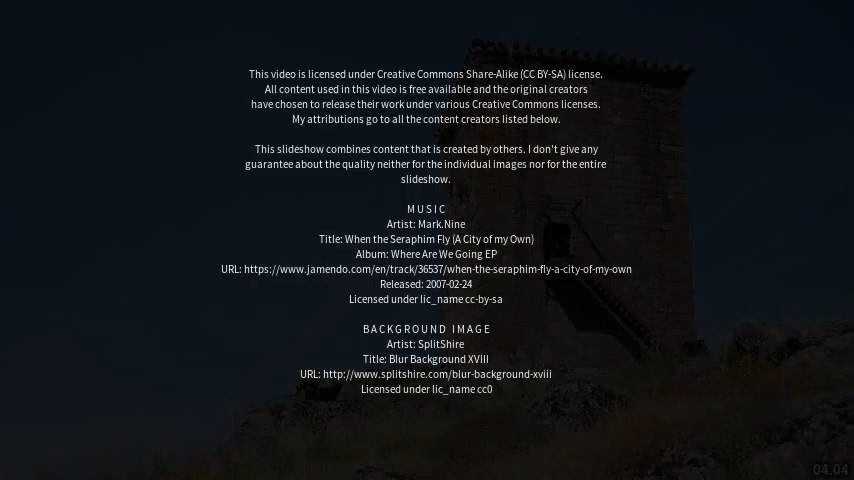 This video is licensed under Creative Commons Share-Alike (CC BY-SA) license.
All content used in this video is free available and the original creators
have chosen to release their work under various Creative Commons licenses.
My attributions go to all the content creators listed below.
This slideshow combines content that is created by others. I don't give any
guarantee about the quality neither for the individual images nor for the entire
slideshow.
MUSIC
Artist: Mark.Nine
Title: When the Seraphim Fly (A City of my Own)
Album: Where Are We Going EP
URL: https://www.jamendo.com/en/track/36537/when-the-seraphim-fly-a-city-of-my-own
Released: 2007-02-24
Licensed under lic_name cc-by-sa
BACKGROUND IMAGE
Artist: SplitShire
Title: Blur Background XVIII
URL: http://www.splitshire.com/blur-background-xviii
Licensed under lic_name cc0
04.04